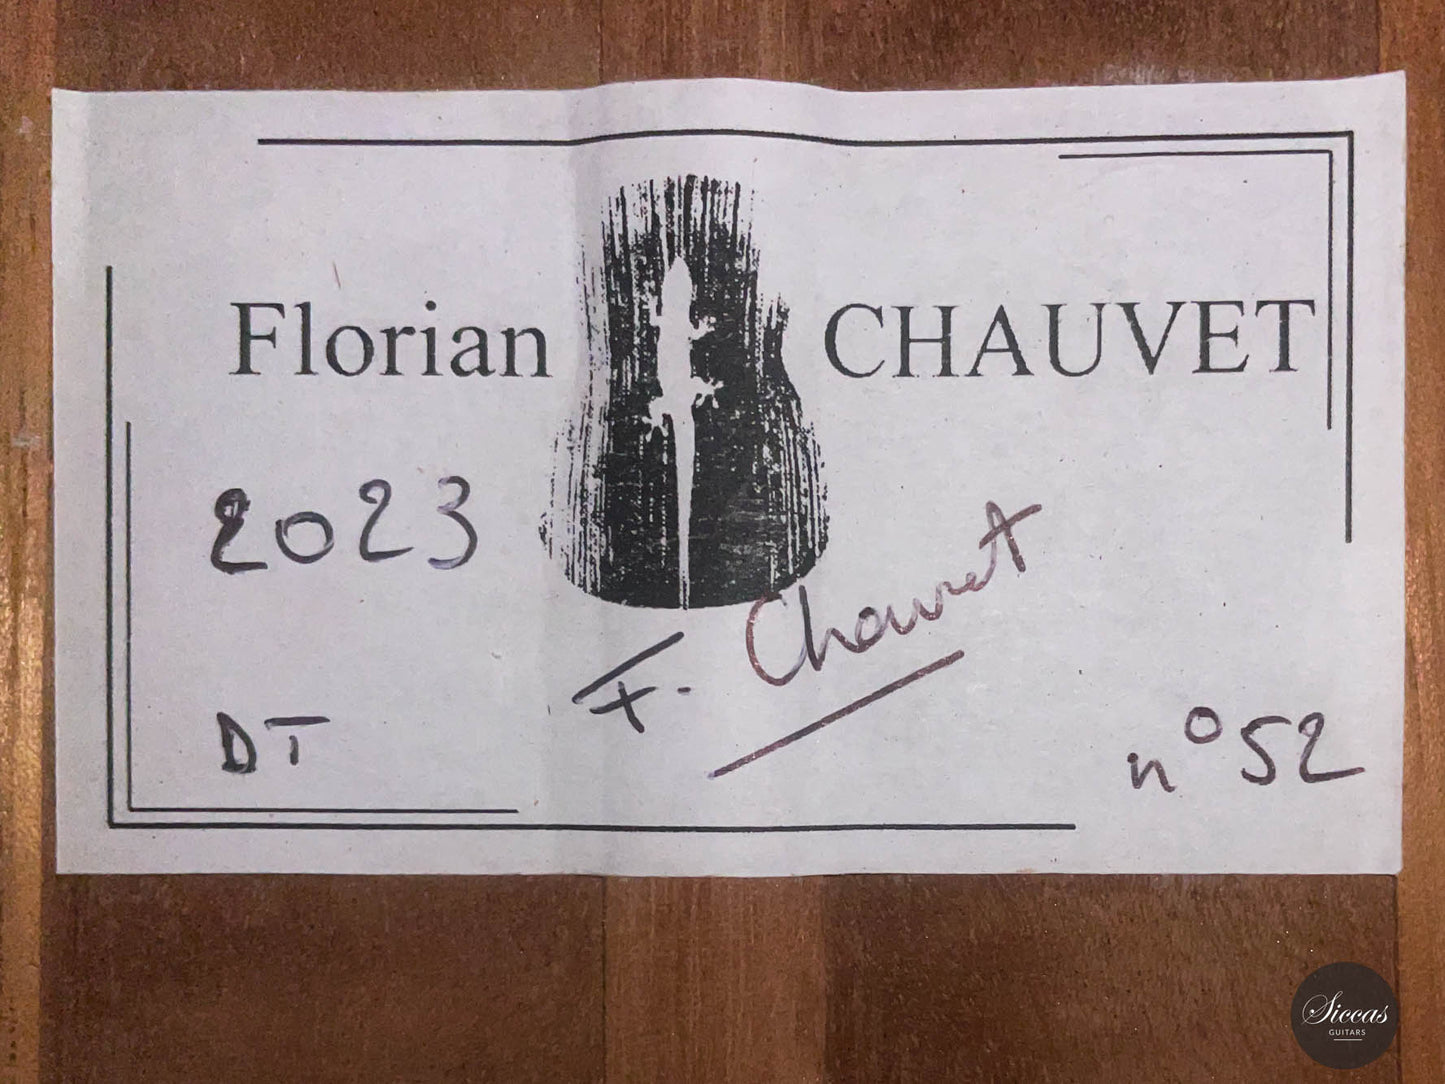 Florian CHAUVET
2023
F. Chauvet
DT
n° 52
Siccas
GUITARS